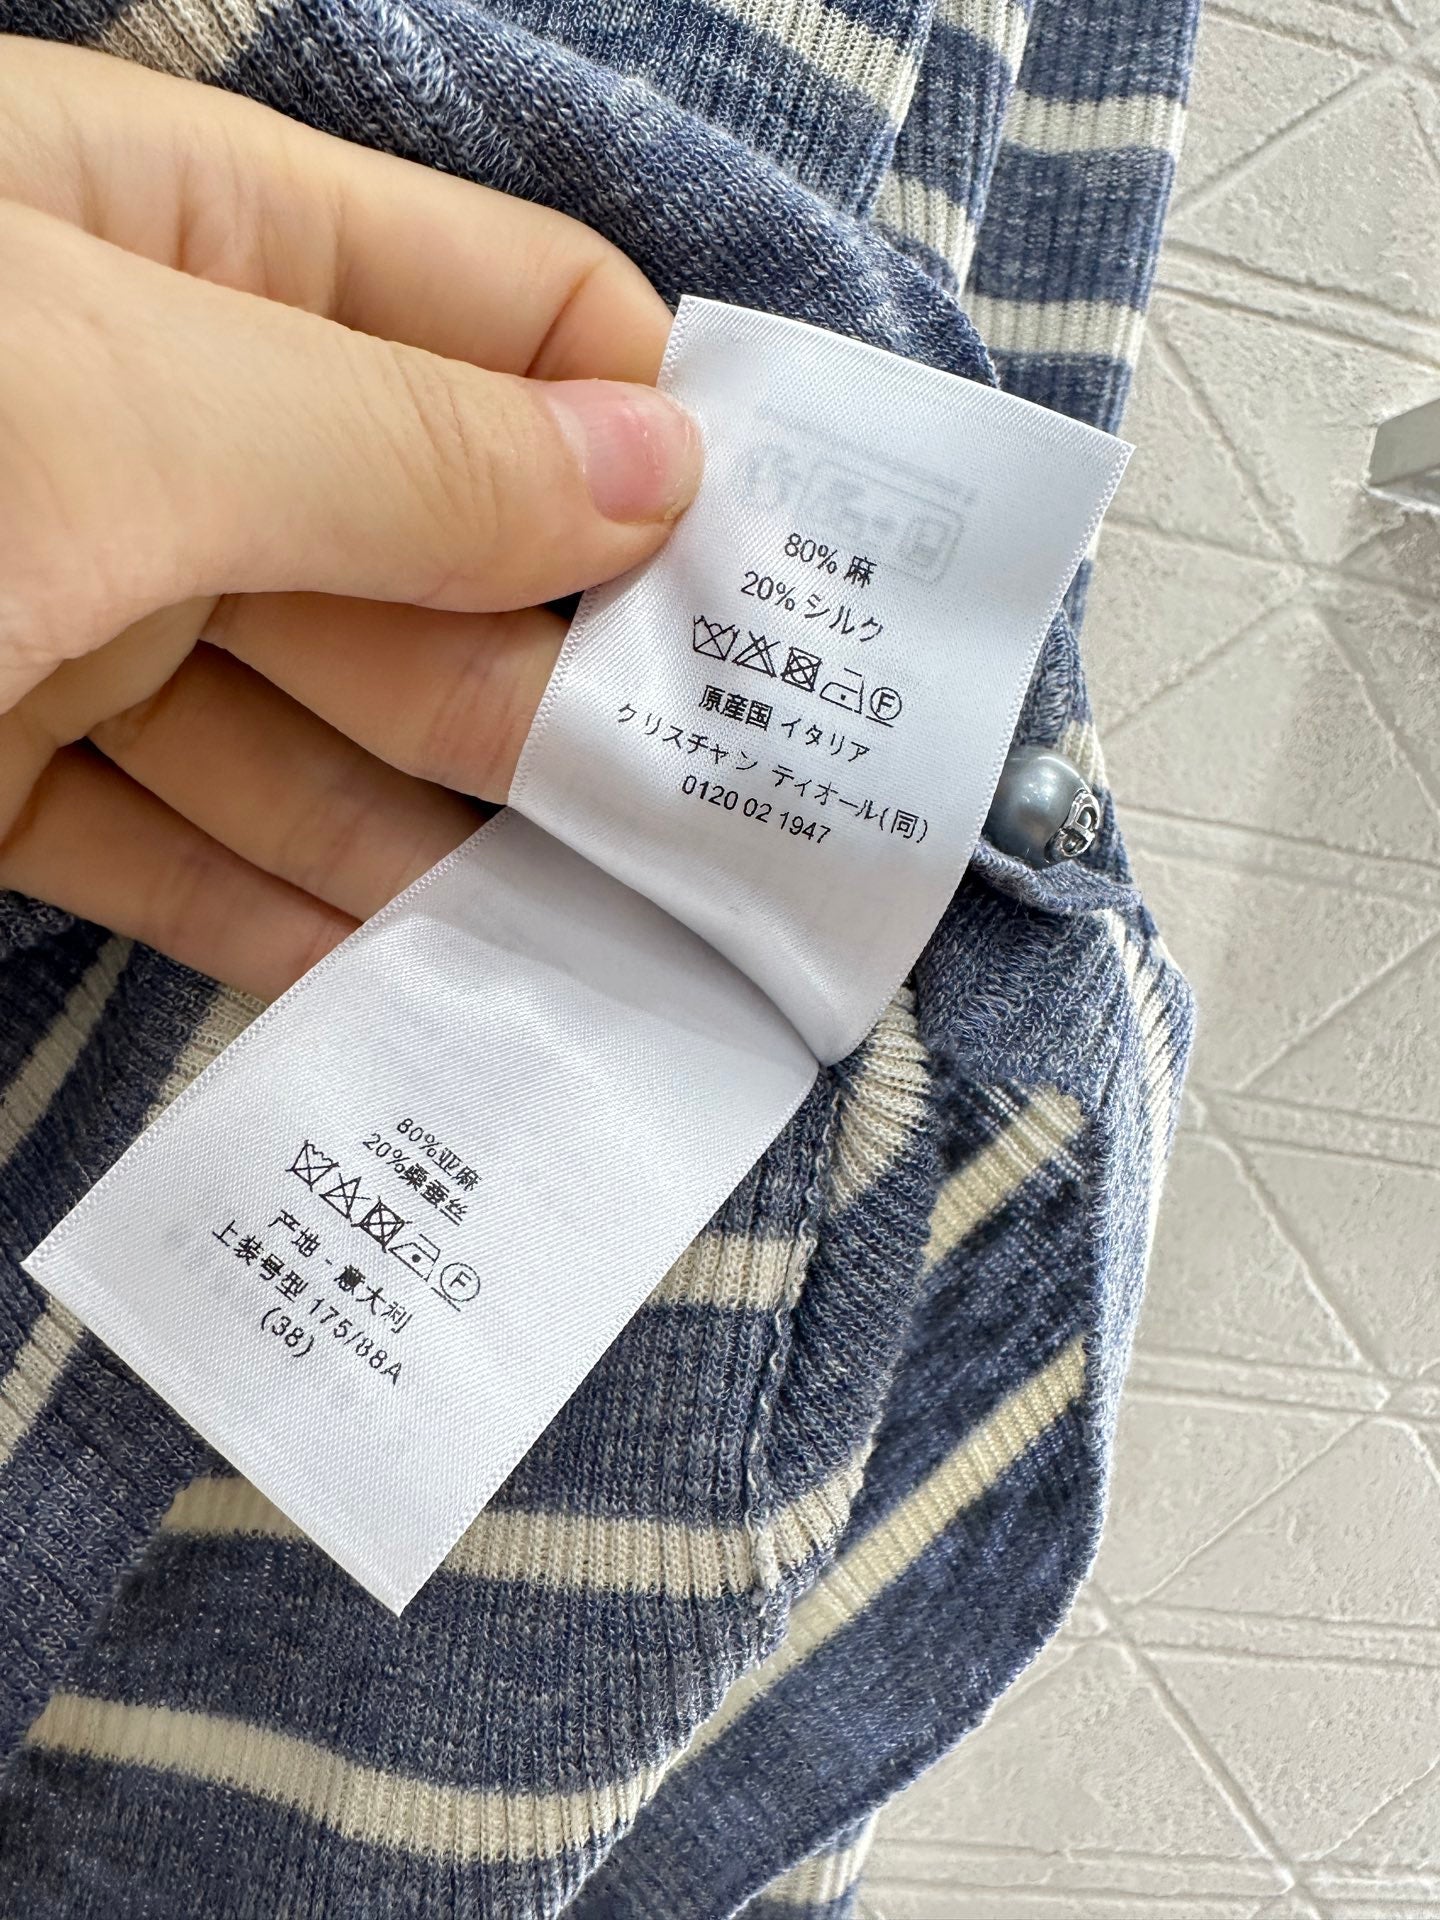 80% 麻
20% シルク
F
原産国 イタリア
クリスチャン ディオール(同)
0120 02 1947
80%亚麻
20%桑蚕丝
F
产地 - 意大利
上装号型 175/88A
(38)